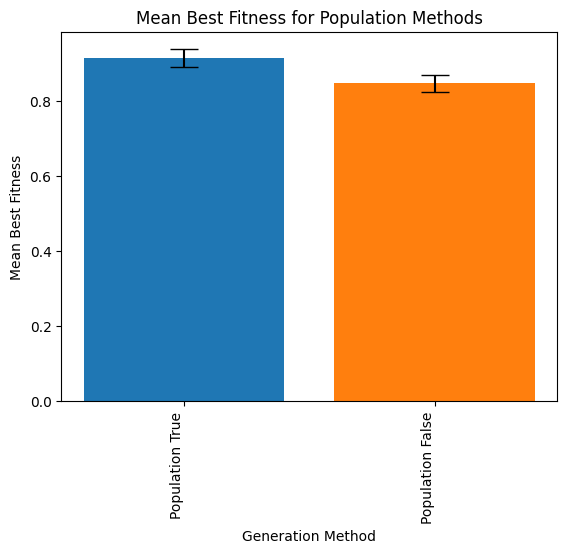 Mean Best Fitness for Population Methods
Mean Best Fitness
0.8
0.6
0.4
0.2
0.0
Population True
Population False
Generation Method